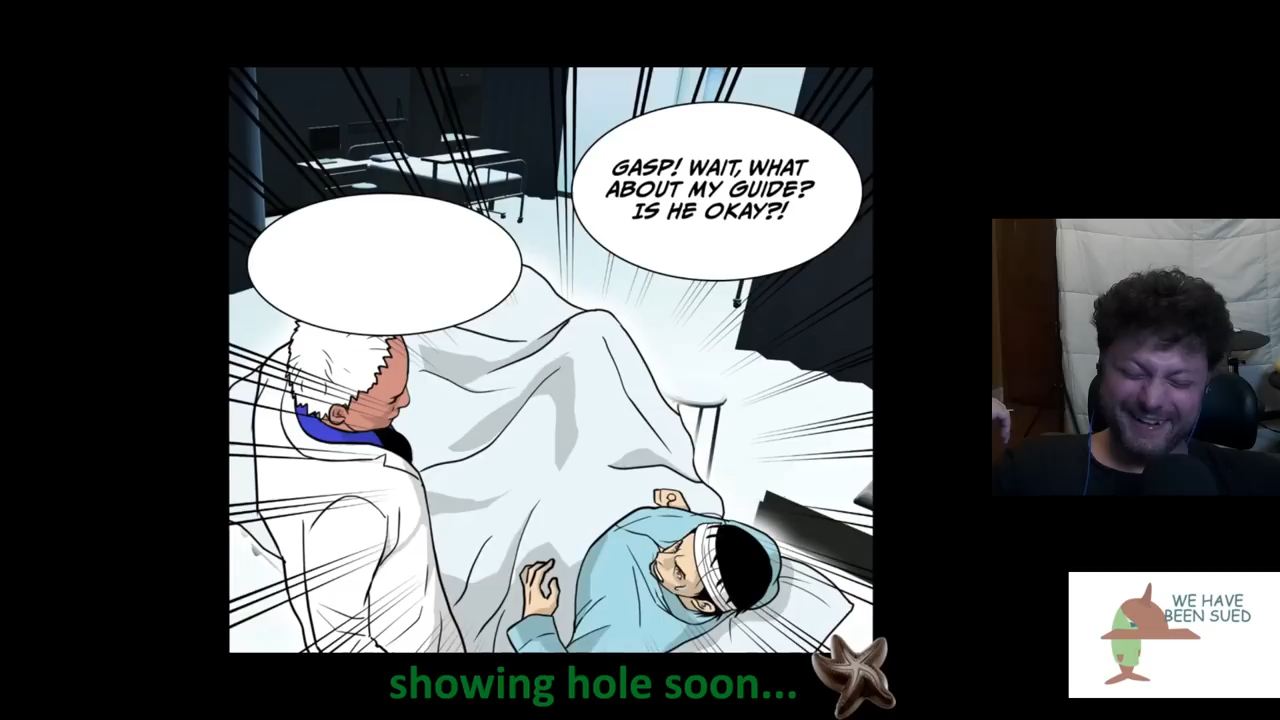 GASP! WAIT, WHAT
ABOUT MY GUIDE?
IS HE OKAY?!
WE HAVE
BEEN SUED
showing hole soon...